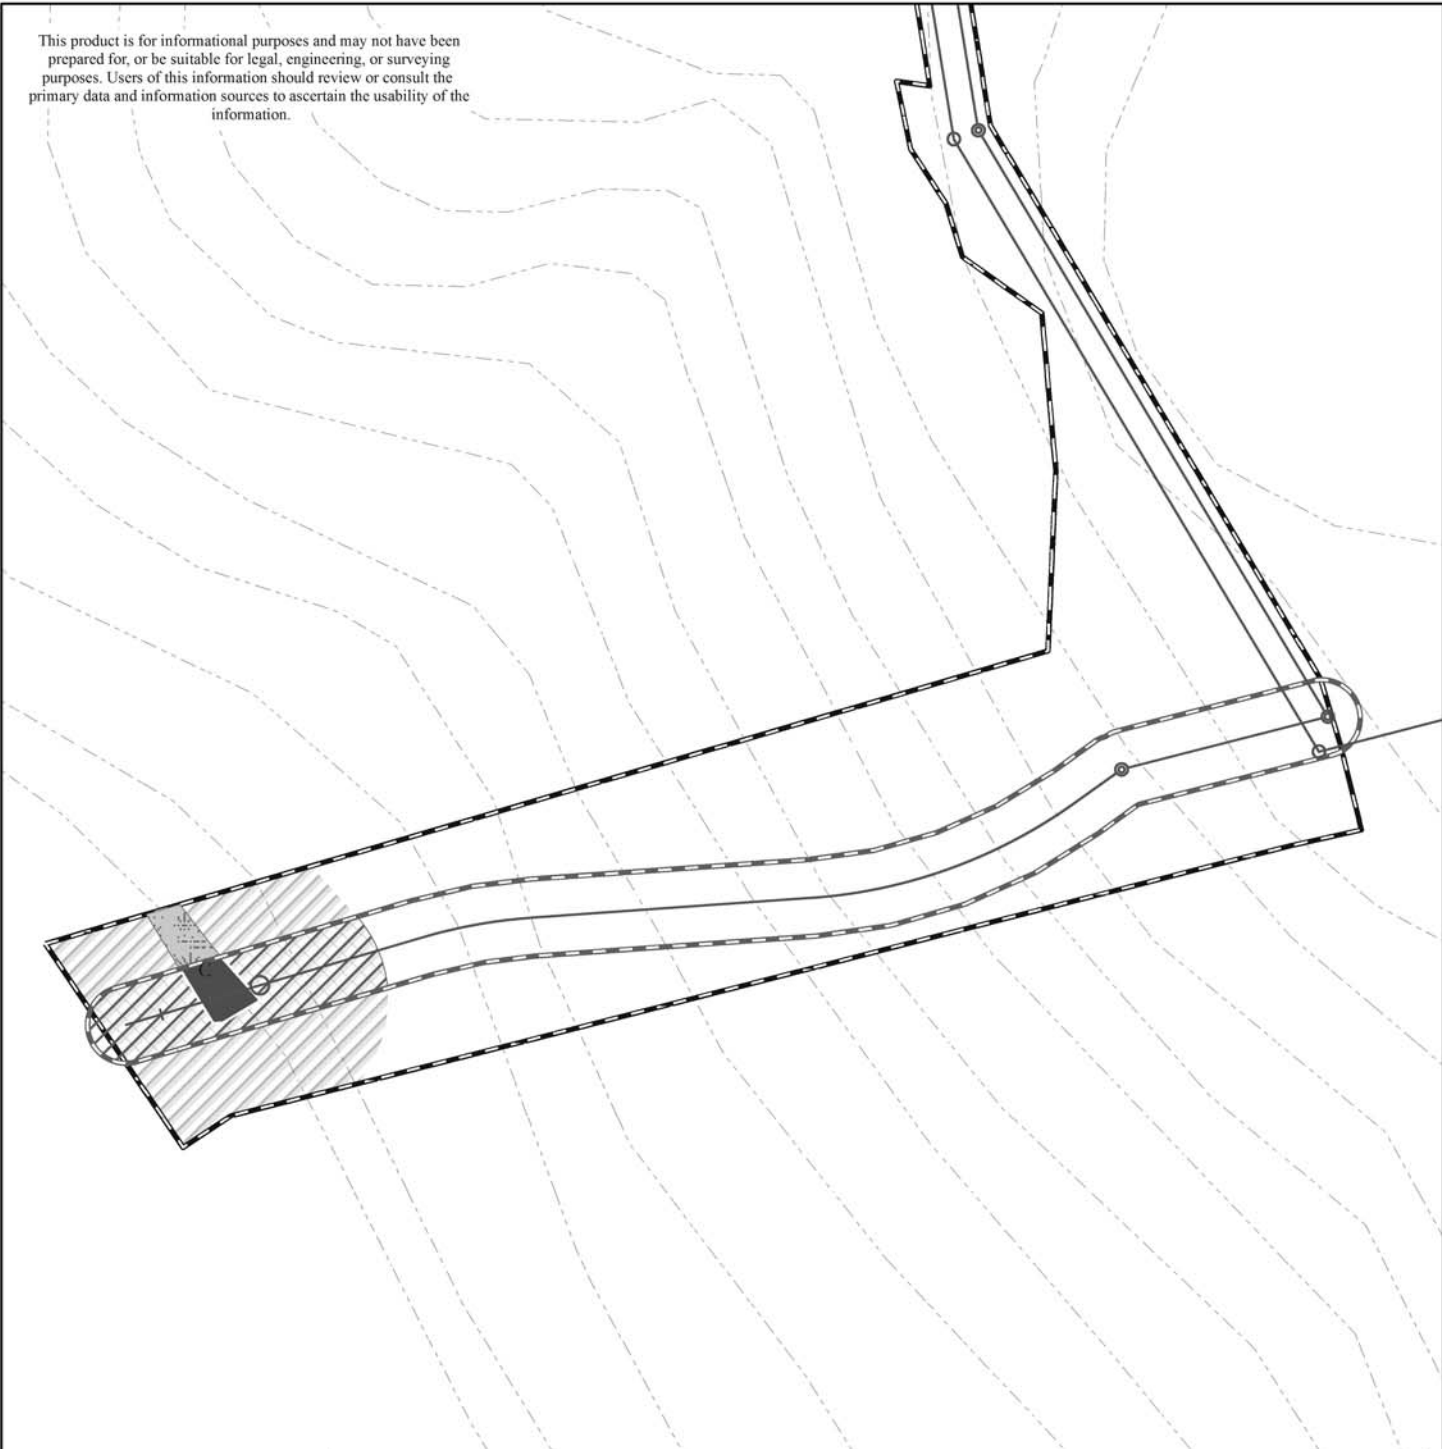 This product is for informational purposes and may not have been
prepared for, or be suitable for legal, engineering, or surveying
purposes. Users of this information should review or consult the
primary data and information sources to ascertain the usability of the
information.
C